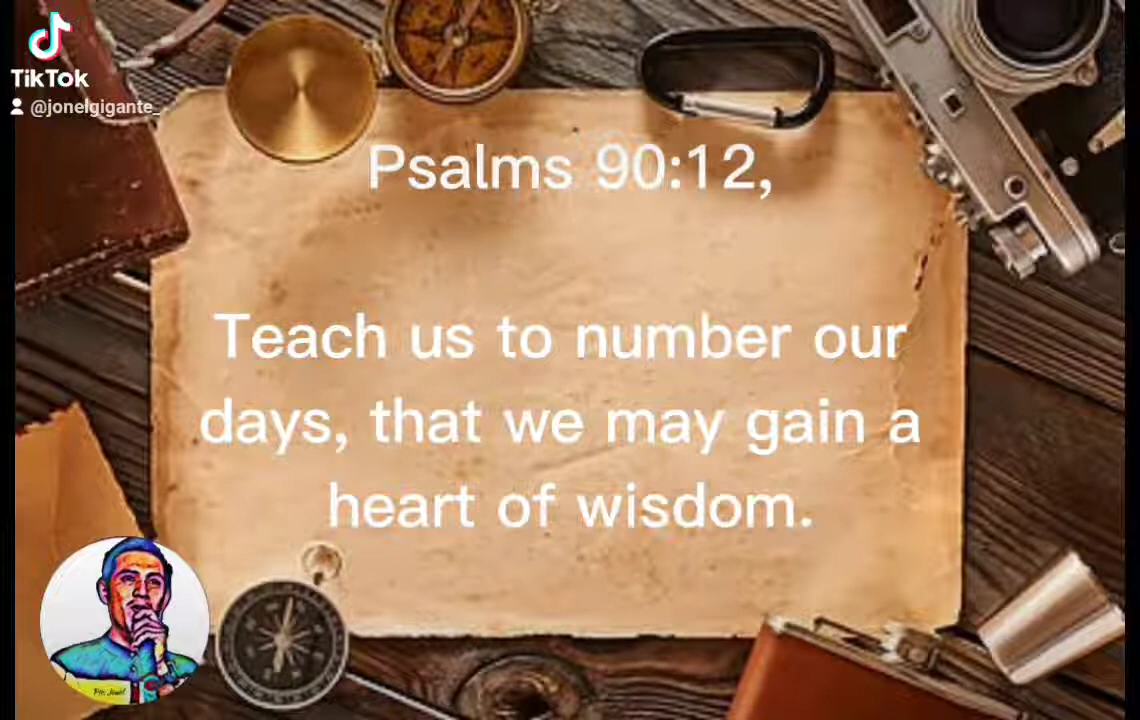 TikTok
@jonelgigante_
Psalms 90:12,
Teach us to number our
days, that we may gain a
heart of wisdom.